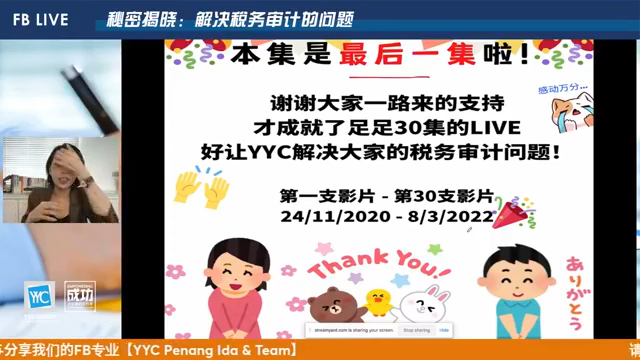 FB LIVE
秘密揭晓：解决税务审计的问题
本集是最后一集啦！
感动万分...
谢谢大家一路来的支持
才成就了足足30集的LIVE
好让YYC解决大家的税务审计问题！
第一支影片 - 第30支影片
24/11/2020 - 8/3/2022
Thank You!
ありがとう
YYC
EMPOWERING
成功
streamyard.com is sharing your screen.
Stop sharing
Hide
分享我们的FB专业【YYC Penang Ida & Team】